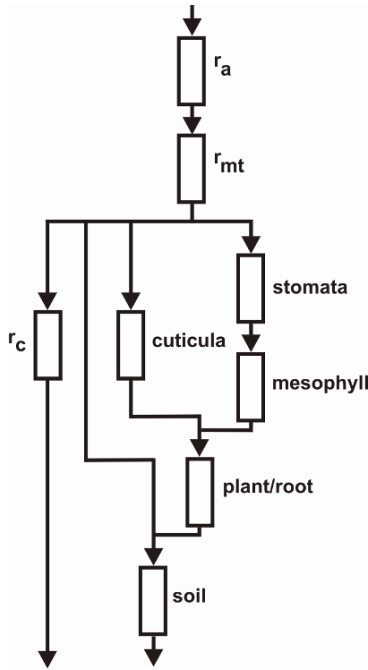 ra
rmt
stomata
rc
cuticula
mesophyll
plant/root
soil